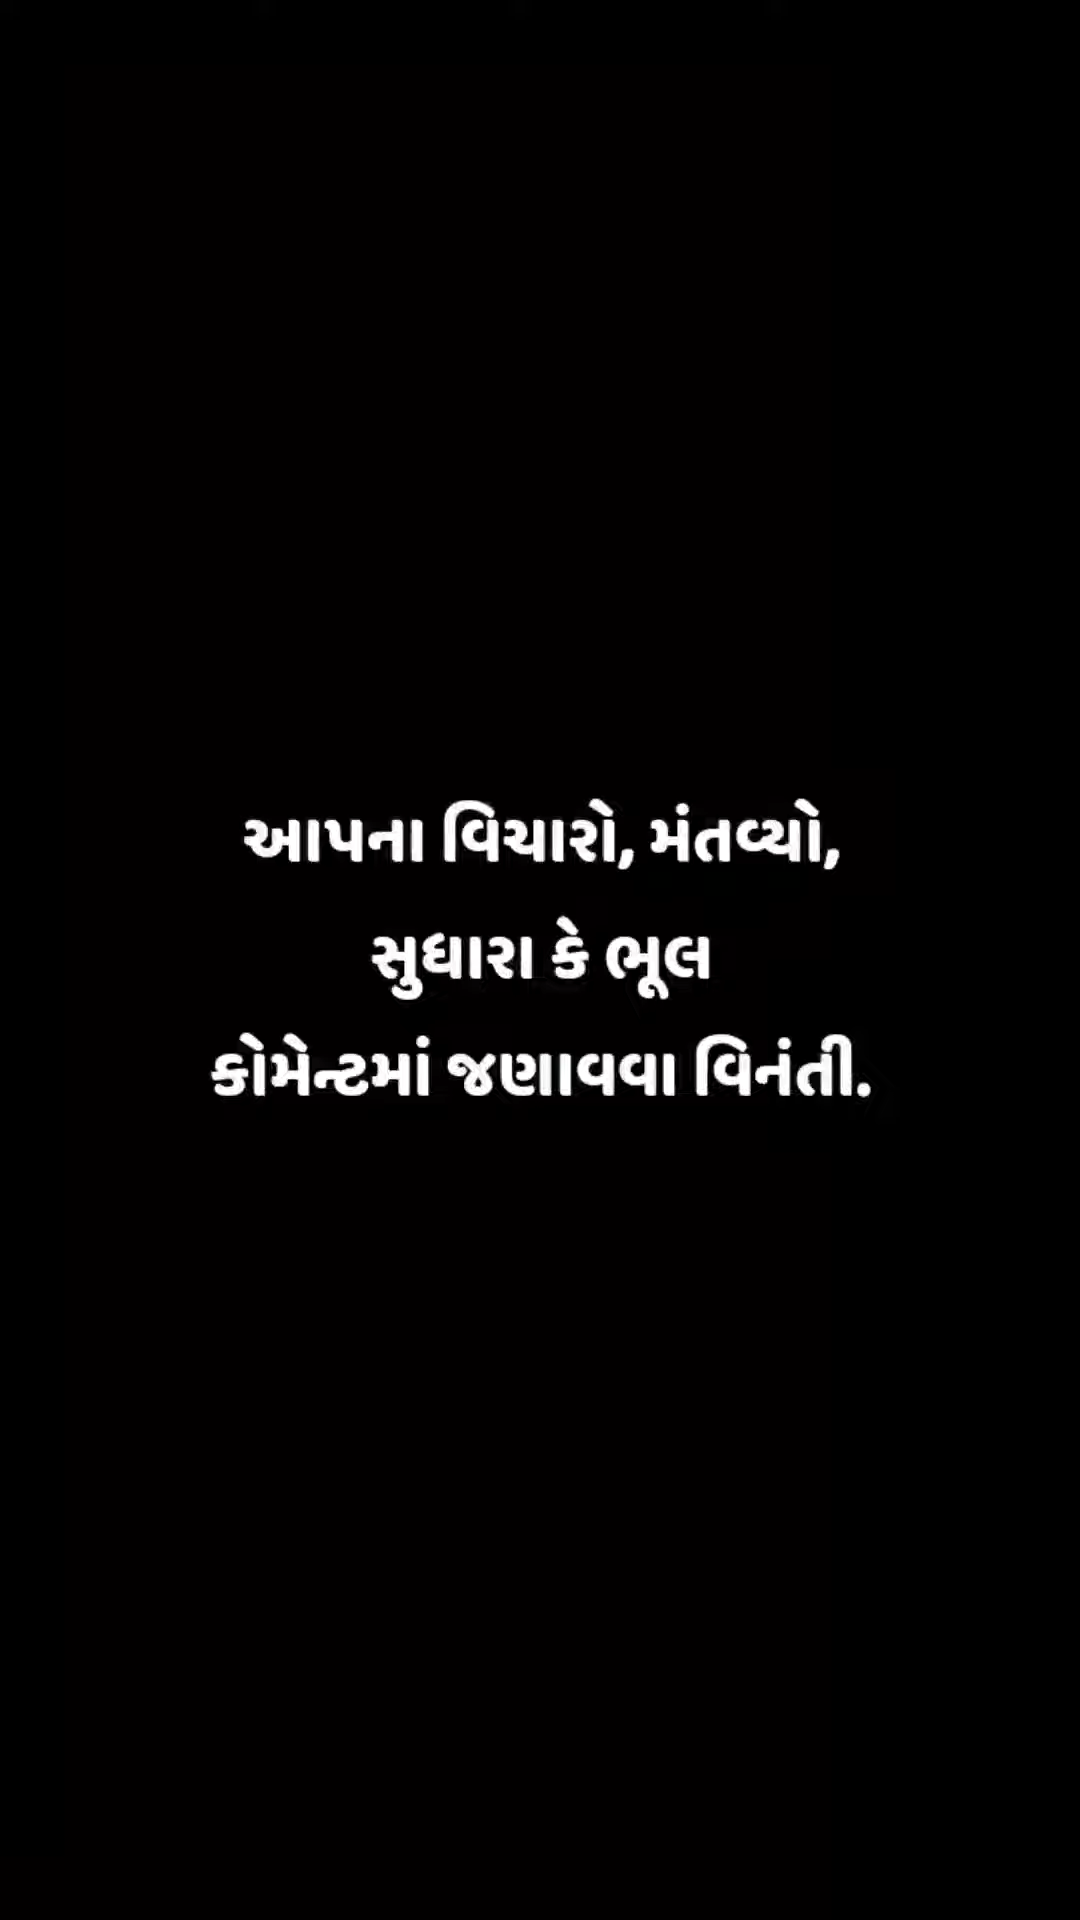 આપના વિચારો, મંતવ્યો,
સુધારા કે ભૂલ
કોમેન્ટમાં જણાવવા વિનંતી.